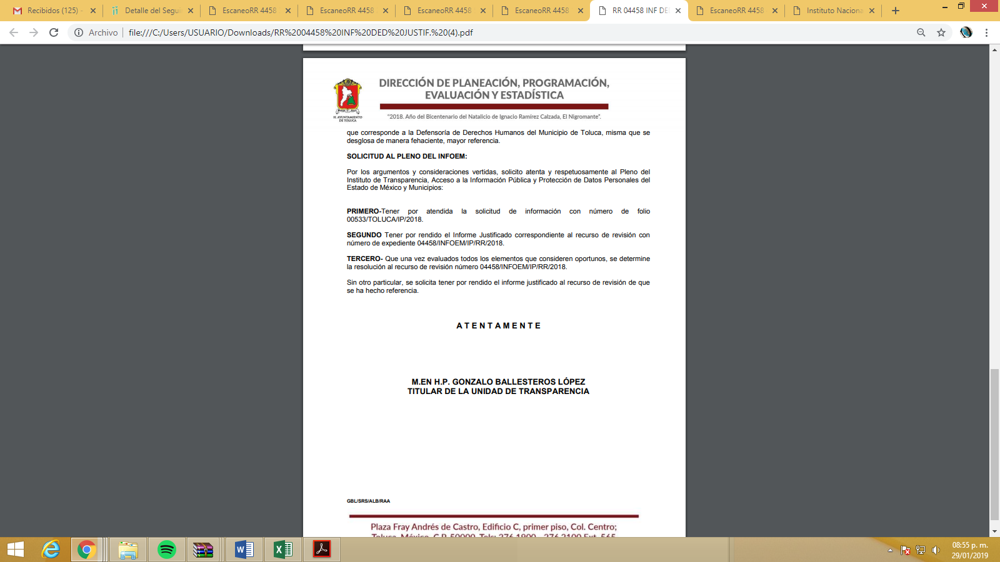 Recibidos (125) -
Detalle del Segui
EscaneoRR 4458
EscaneoRR 4458
EscaneoRR 4458
EscaneoRR 4458
RR 04458 INF DE
EscaneoRR 4458
Instituto Naciona
Archivo
file:///C:/Users/USUARIO/Downloads/RR%2004458%20INF%20DED%20JUSTIF.%20(4).pdf
DIRECCIÓN DE PLANEACIÓN, PROGRAMACIÓN,
EVALUACIÓN Y ESTADÍSTICA
H. AYUNTAMIENTO
DE TOLUCA
"2018. Año del Bicentenario del Natalicio de Ignacio Ramírez Calzada, El Nigromante".
que corresponde a la Defensoría de Derechos Humanos del Municipio de Toluca, misma que se
desglosa de manera fehaciente, mayor referencia.
SOLICITUD AL PLENO DEL INFOEM:
Por los argumentos y consideraciones vertidas, solicito atenta y respetuosamente al Pleno del
Instituto de Transparencia, Acceso a la Información Pública y Protección de Datos Personales del
Estado de México y Municipios:
PRIMERO-Tener por atendida la solicitud de información con número de folio
00533/TOLUCA/IP/2018.
SEGUNDO Tener por rendido el Informe Justificado correspondiente al recurso de revisión con
número de expediente 04458/INFOEM/IP/RR/2018.
TERCERO- Que una vez evaluados todos los elementos que consideren oportunos, se determine
la resolución al recurso de revisión número 04458/INFOEM/IP/RR/2018.
Sin otro particular, se solicita tener por rendido el informe justificado al recurso de revisión de que
se ha hecho referencia.
A T E N T A M E N T E
M.EN H.P. GONZALO BALLESTEROS LÓPEZ
TITULAR DE LA UNIDAD DE TRANSPARENCIA
GBL/SRS/ALB/RAA
Plaza Fray Andrés de Castro, Edificio C, primer piso, Col. Centro;
Toluca, México. C.P. 50000. Tels: 276 1900 - 276 2100 Ext. 565
08:55 p. m.
29/01/2019